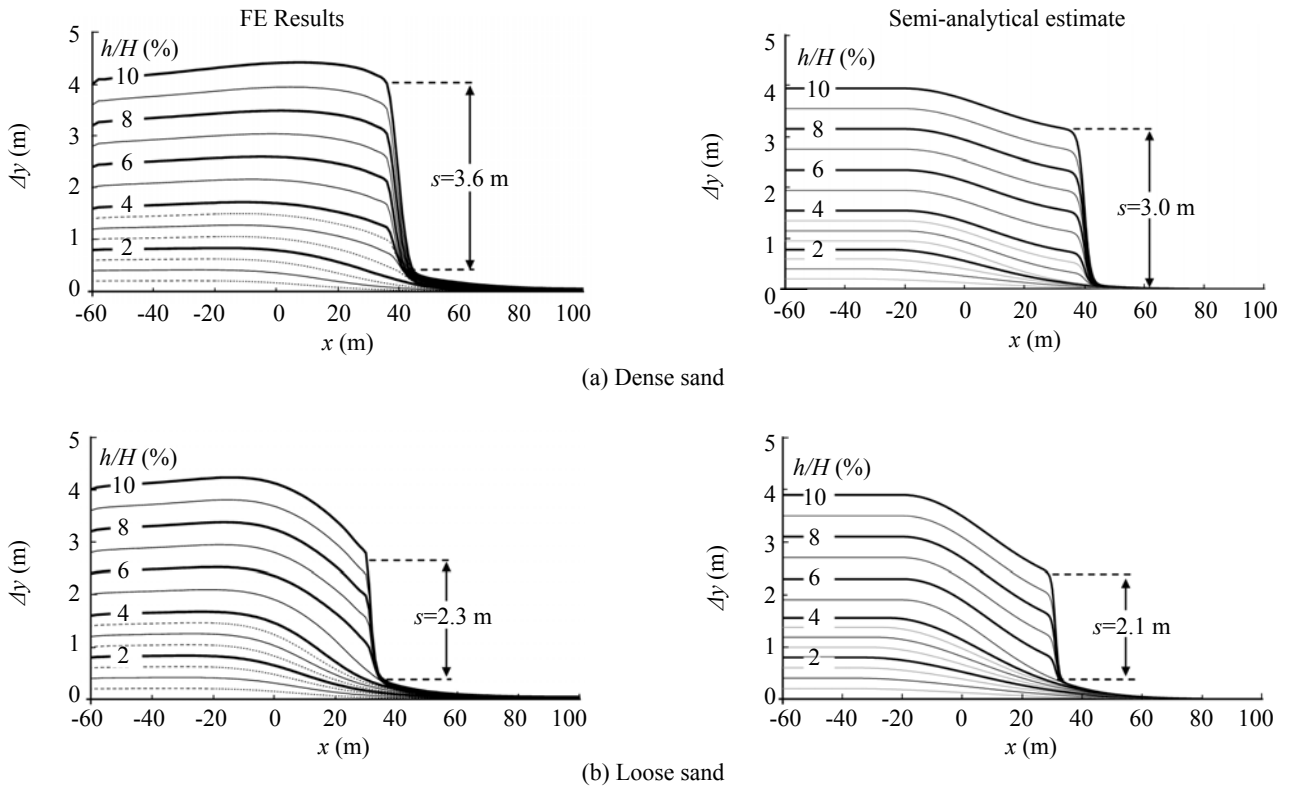 FE Results
5
h/H (%)
10
4
8
3
6
2
4
1
2
0
-60 -40 -20 0 20 40 60 80 100
x (m)
Δy (m)
s=3.6 m
Semi-analytical estimate
5
h/H (%)
4
10
8
3
6
2
4
1
2
0
-60 -40 -20 0 20 40 60 80 100
x (m)
Δy (m)
s=3.0 m
(a) Dense sand
5
h/H (%)
4
10
8
3
6
2
4
1
2
0
-60 -40 -20 0 20 40 60 80 100
x (m)
Δy (m)
s=2.3 m
5
h/H (%)
4
10
8
3
6
2
4
1
2
0
-60 -40 -20 0 20 40 60 80 100
x (m)
Δy (m)
s=2.1 m
(b) Loose sand